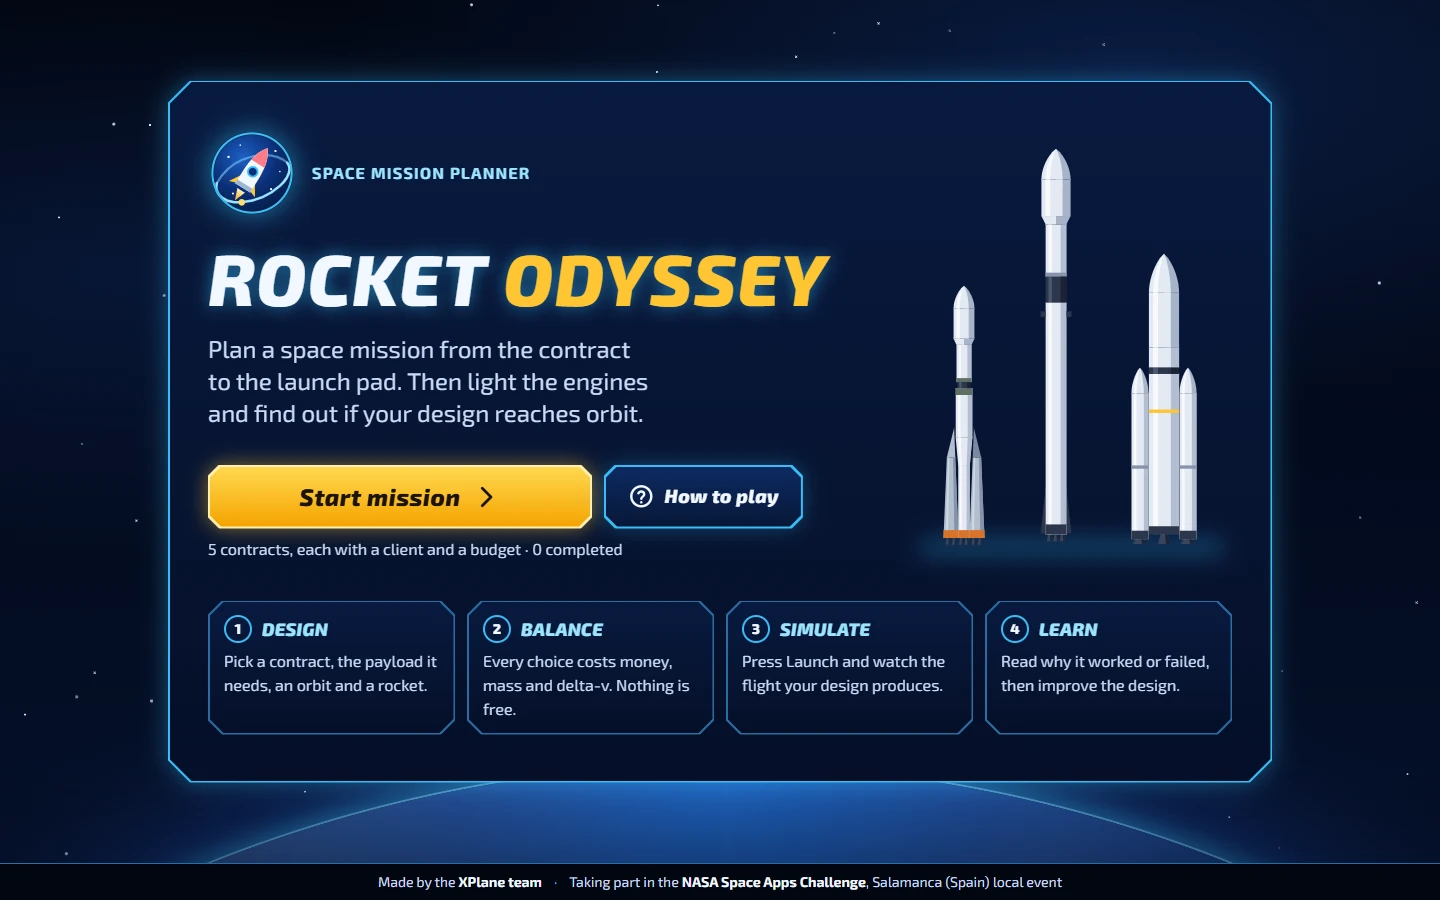 SPACE MISSION PLANNER
ROCKET ODYSSEY
Plan a space mission from the contract
to the launch pad. Then light the engines
and find out if your design reaches orbit.
Start mission
How to play
5 contracts, each with a client and a budget · 0 completed
1 DESIGN
Pick a contract, the payload it
needs, an orbit and a rocket.
2 BALANCE
Every choice costs money,
mass and delta-v. Nothing is
free.
3 SIMULATE
Press Launch and watch the
flight your design produces.
4 LEARN
Read why it worked or failed,
then improve the design.
Made by the XPlane team · Taking part in the NASA Space Apps Challenge, Salamanca (Spain) local event